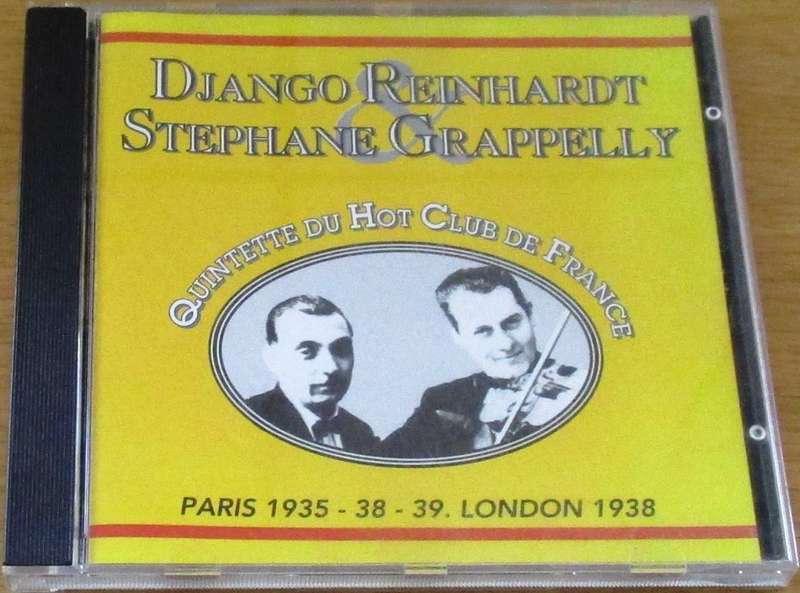 DJANGO REINHARDT
&
STEPHANE GRAPPELLY
QUINTETTE DU HOT CLUB DE FRANCE
PARIS 1935 - 38 - 39. LONDON 1938